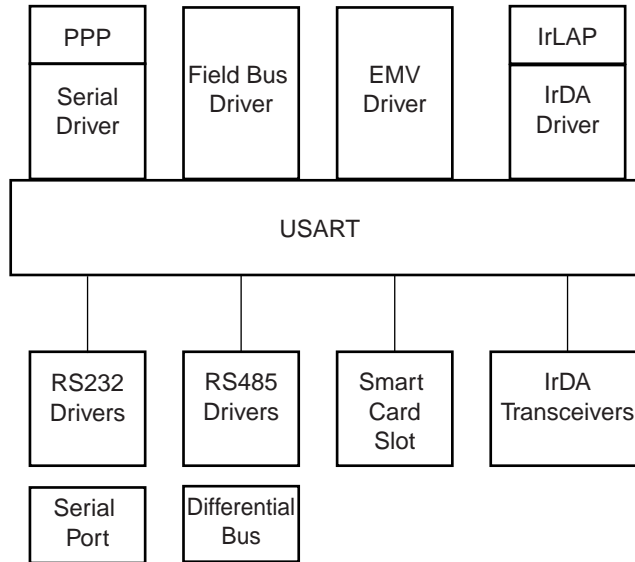 PPP
Serial
Driver
Field Bus
Driver
EMV
Driver
IrLAP
IrDA
Driver
USART
RS232
Drivers
RS485
Drivers
Smart
Card
Slot
IrDA
Transceivers
Serial
Port
Differential
Bus